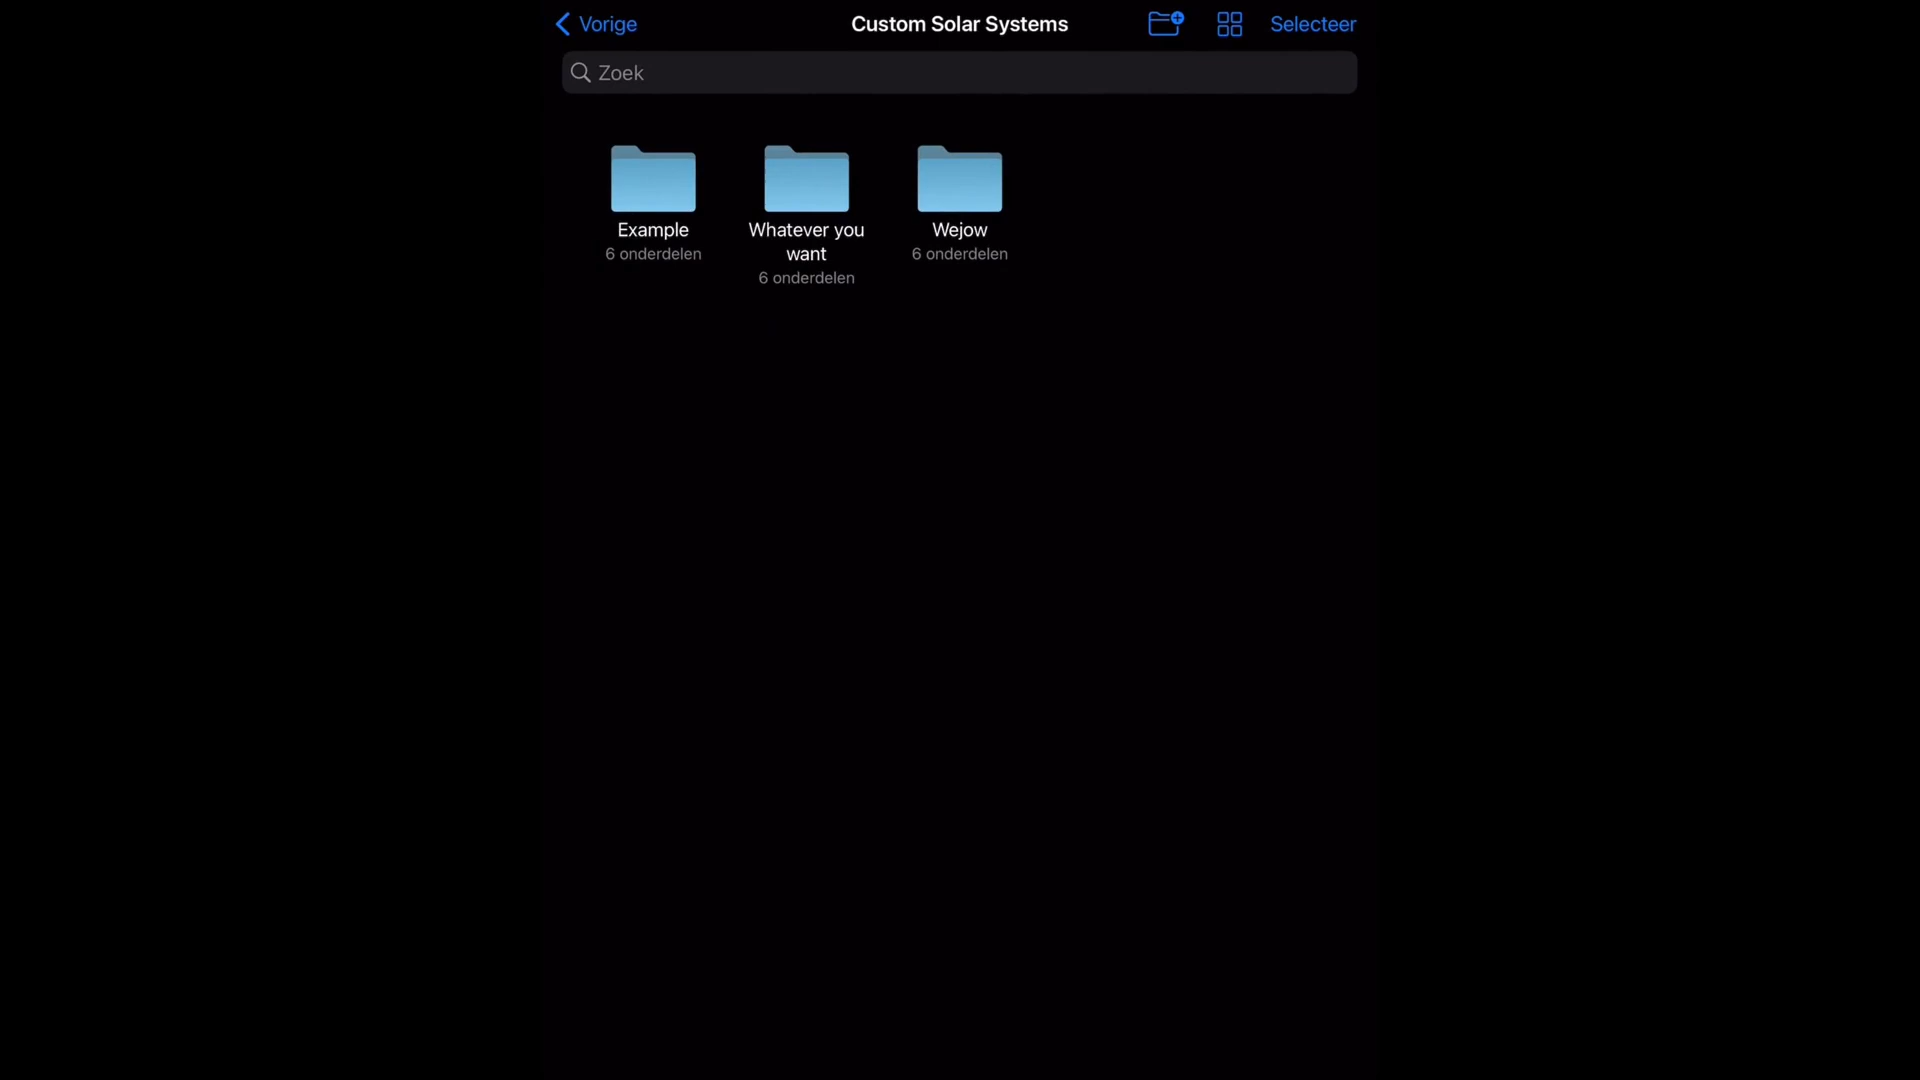 Vorige
Custom Solar Systems
Selecteer
Zoek
Example
6 onderdelen
Whatever you
want
6 onderdelen
Wejow
6 onderdelen